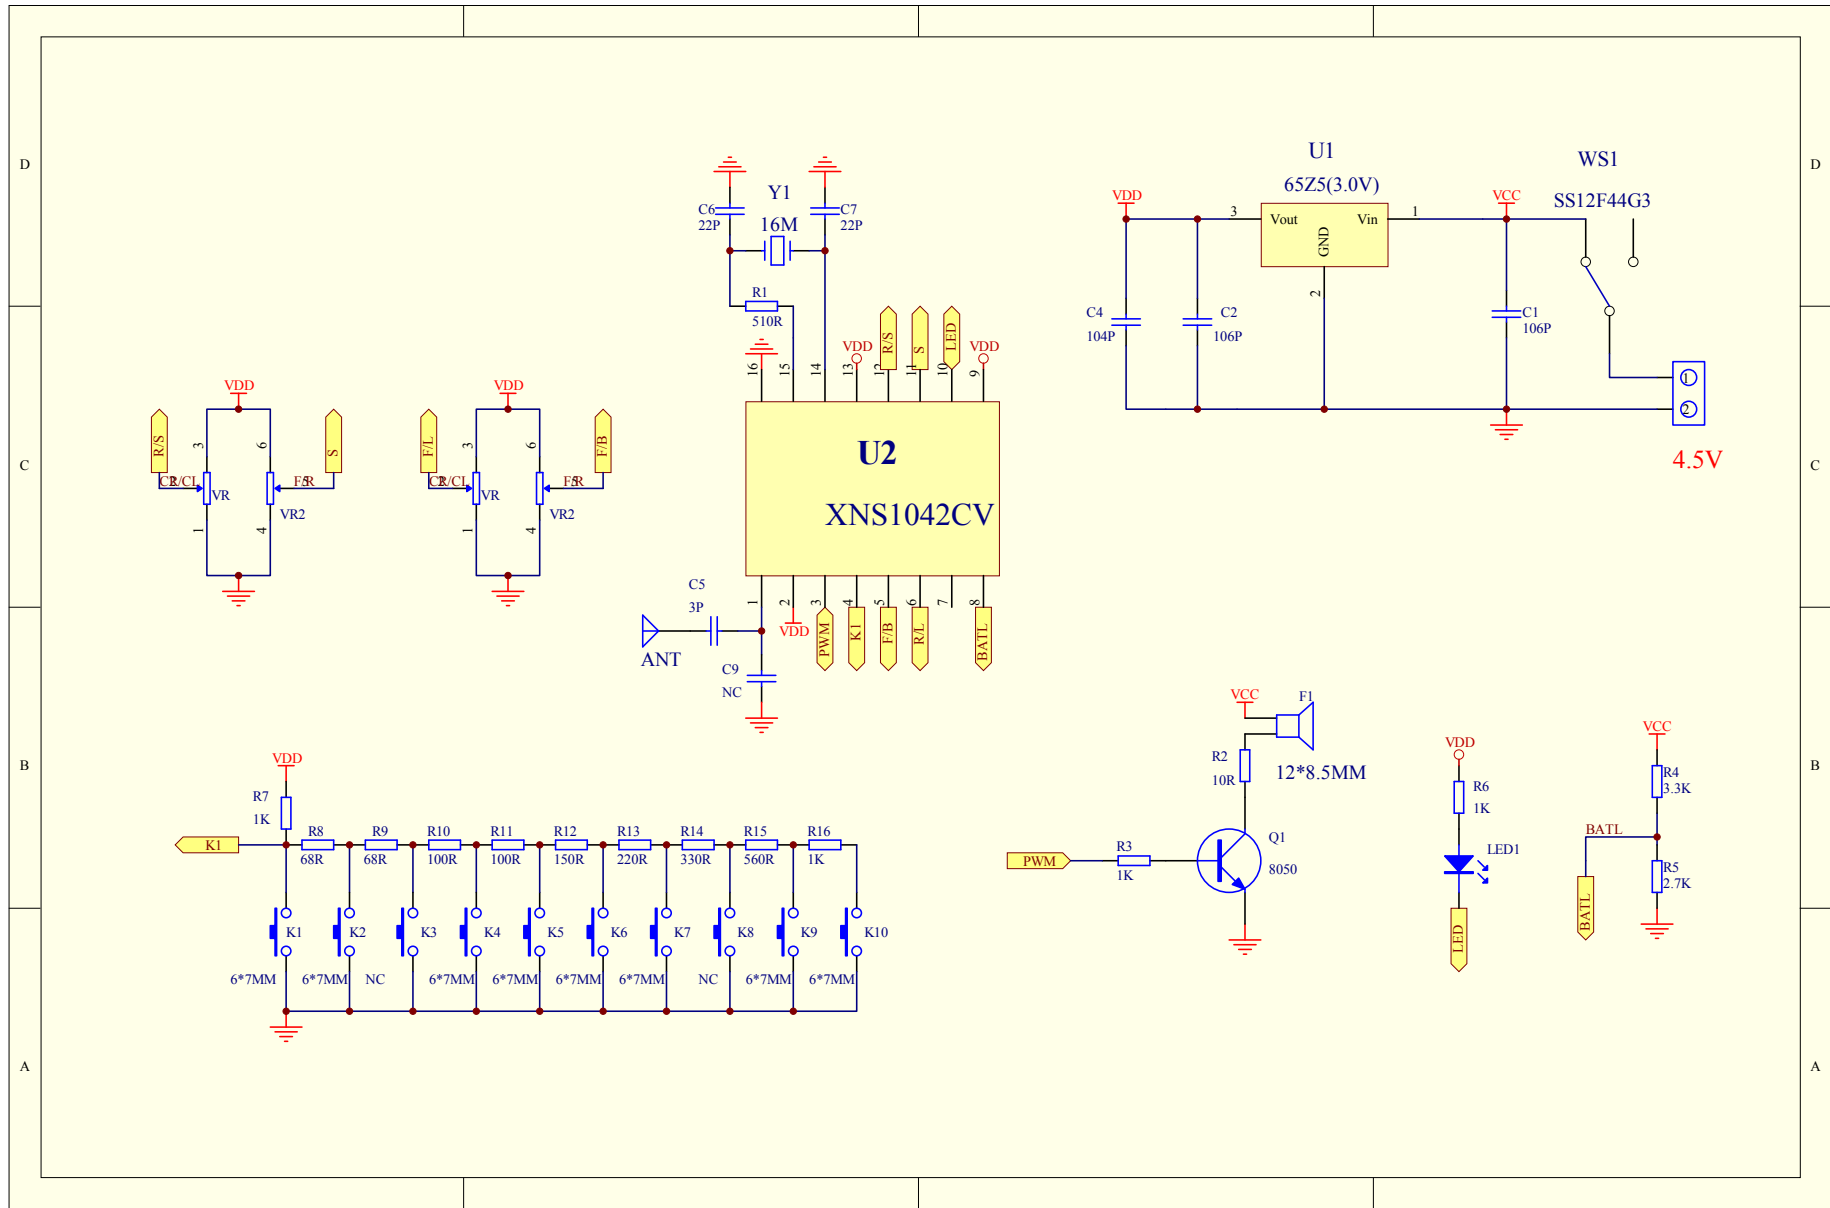 D
D
C
C
B
B
A
A
U1
65Z5(3.0V)
WS1
SS12F44G3
VDD
3
Vout
Vin
GND
1
2
VCC
C4
104P
C2
106P
C1
106P
1
2
4.5V
C6
22P
Y1
16M
C7
22P
R1
510R
VDD
R/S
S
LED
VDD
16
15
14
13
12
11
10
9
U2
XNS1042CV
1
2
3
4
5
6
7
8
VDD
PWM
K1
F/B
R/L
BATL
C5
3P
ANT
C9
NC
VDD
R/S
S
3
6
VR
VR2
1
4
VDD
F/L
F/B
3
6
VR
VR2
1
4
VDD
R7
1K
K1
R8
68R
R9
68R
R10
100R
R11
100R
R12
150R
R13
220R
R14
330R
R15
560R
R16
1K
K1
K2
K3
K4
K5
K6
K7
K8
K9
K10
6*7MM
6*7MM
NC
6*7MM
6*7MM
6*7MM
6*7MM
NC
6*7MM
6*7MM
VCC
F1
R2
10R
12*8.5MM
PWM
R3
1K
Q1
8050
VDD
R6
1K
LED1
LED
VCC
R4
3.3K
BATL
R5
2.7K
BATL